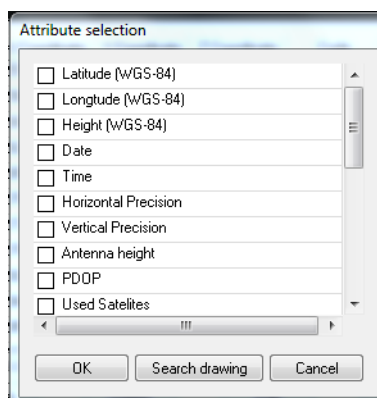 Attribute selection
Latitude (WGS-84)
Longtude (WGS-84)
Height (WGS-84)
Date
Time
Horizontal Precision
Vertical Precision
Antenna height
PDOP
Used Satelites
OK Search drawing Cancel